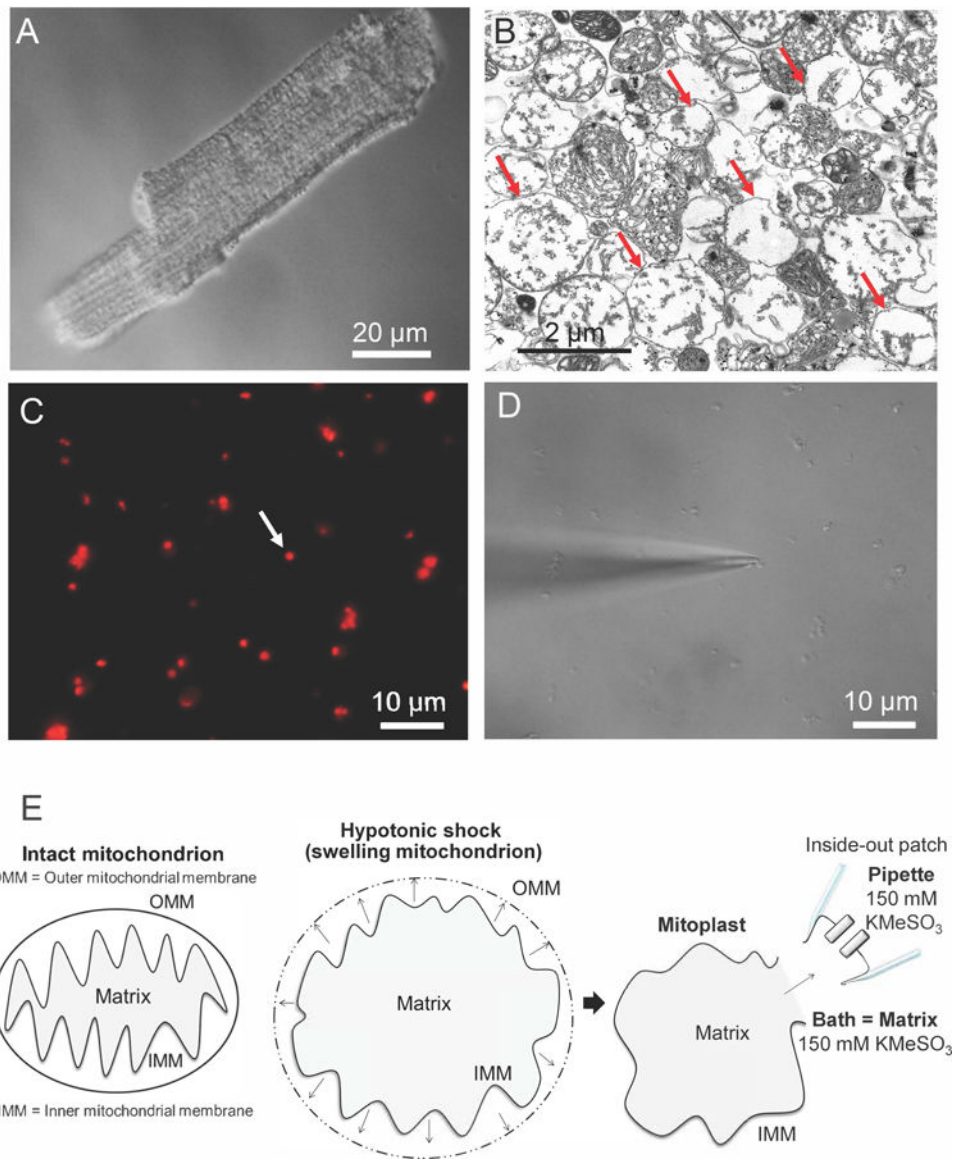 A
20 µm
B
2 µm
C
10 µm
D
10 µm
E
Intact mitochondrion
OMM = Outer mitochondrial membrane
OMM
Matrix
IMM
IMM = Inner mitochondrial membrane
Hypotonic shock
(swelling mitochondrion)
OMM
Matrix
IMM
Mitoplast
Matrix
IMM
Inside-out patch
Pipette
150 mM
KMeSO₃
Bath = Matrix
150 mM KMeSO₃